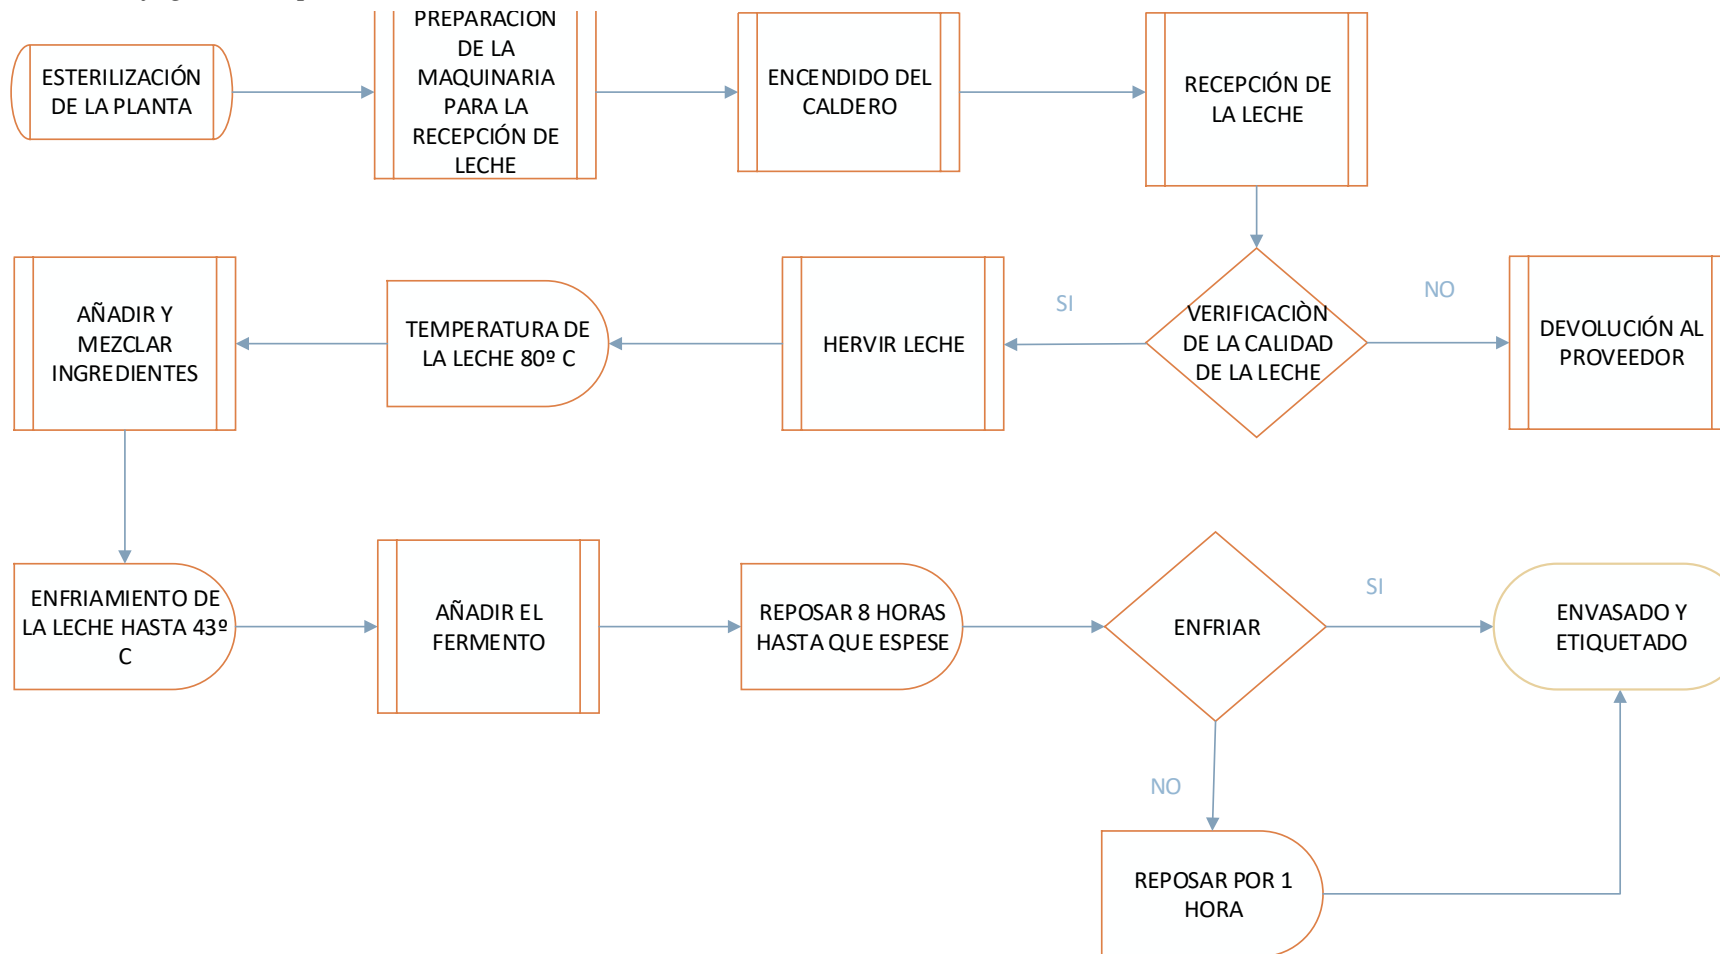 ESTERILIZACIÓN
DE LA PLANTA
PREPARACIÓN
DE LA
MAQUINARIA
PARA LA
RECEPCIÓN DE
LECHE
ENCENDIDO DEL
CALDERO
RECEPCIÓN DE
LA LECHE
AÑADIR Y
MEZCLAR
INGREDIENTES
TEMPERATURA DE
LA LECHE 80º C
HERVIR LECHE
SI
VERIFICACIÒN
DE LA CALIDAD
DE LA LECHE
NO
DEVOLUCIÓN AL
PROVEEDOR
ENFRIAMIENTO DE
LA LECHE HASTA 43º
C
AÑADIR EL
FERMENTO
REPOSAR 8 HORAS
HASTA QUE ESPESE
ENFRIAR
SI
ENVASADO Y
ETIQUETADO
NO
REPOSAR POR 1
HORA